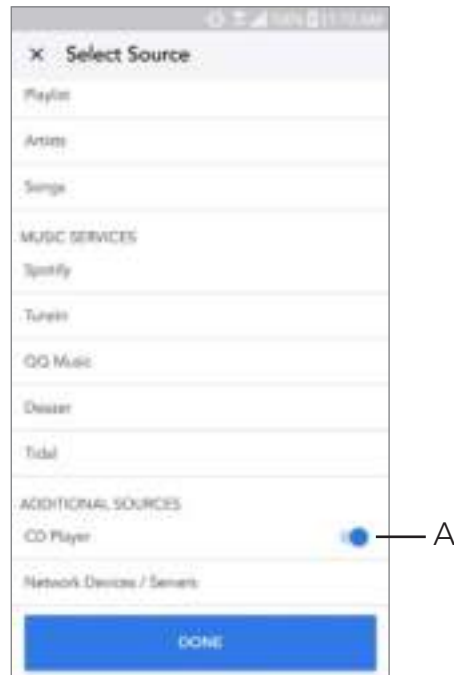 × Select Source
Playlist
Artists
Songs
MUSIC SERVICES
Spotify
TuneIn
QQ Music
Deezer
Tidal
ADDITIONAL SOURCES
CD Player
A
Network Devices / Servers
DONE